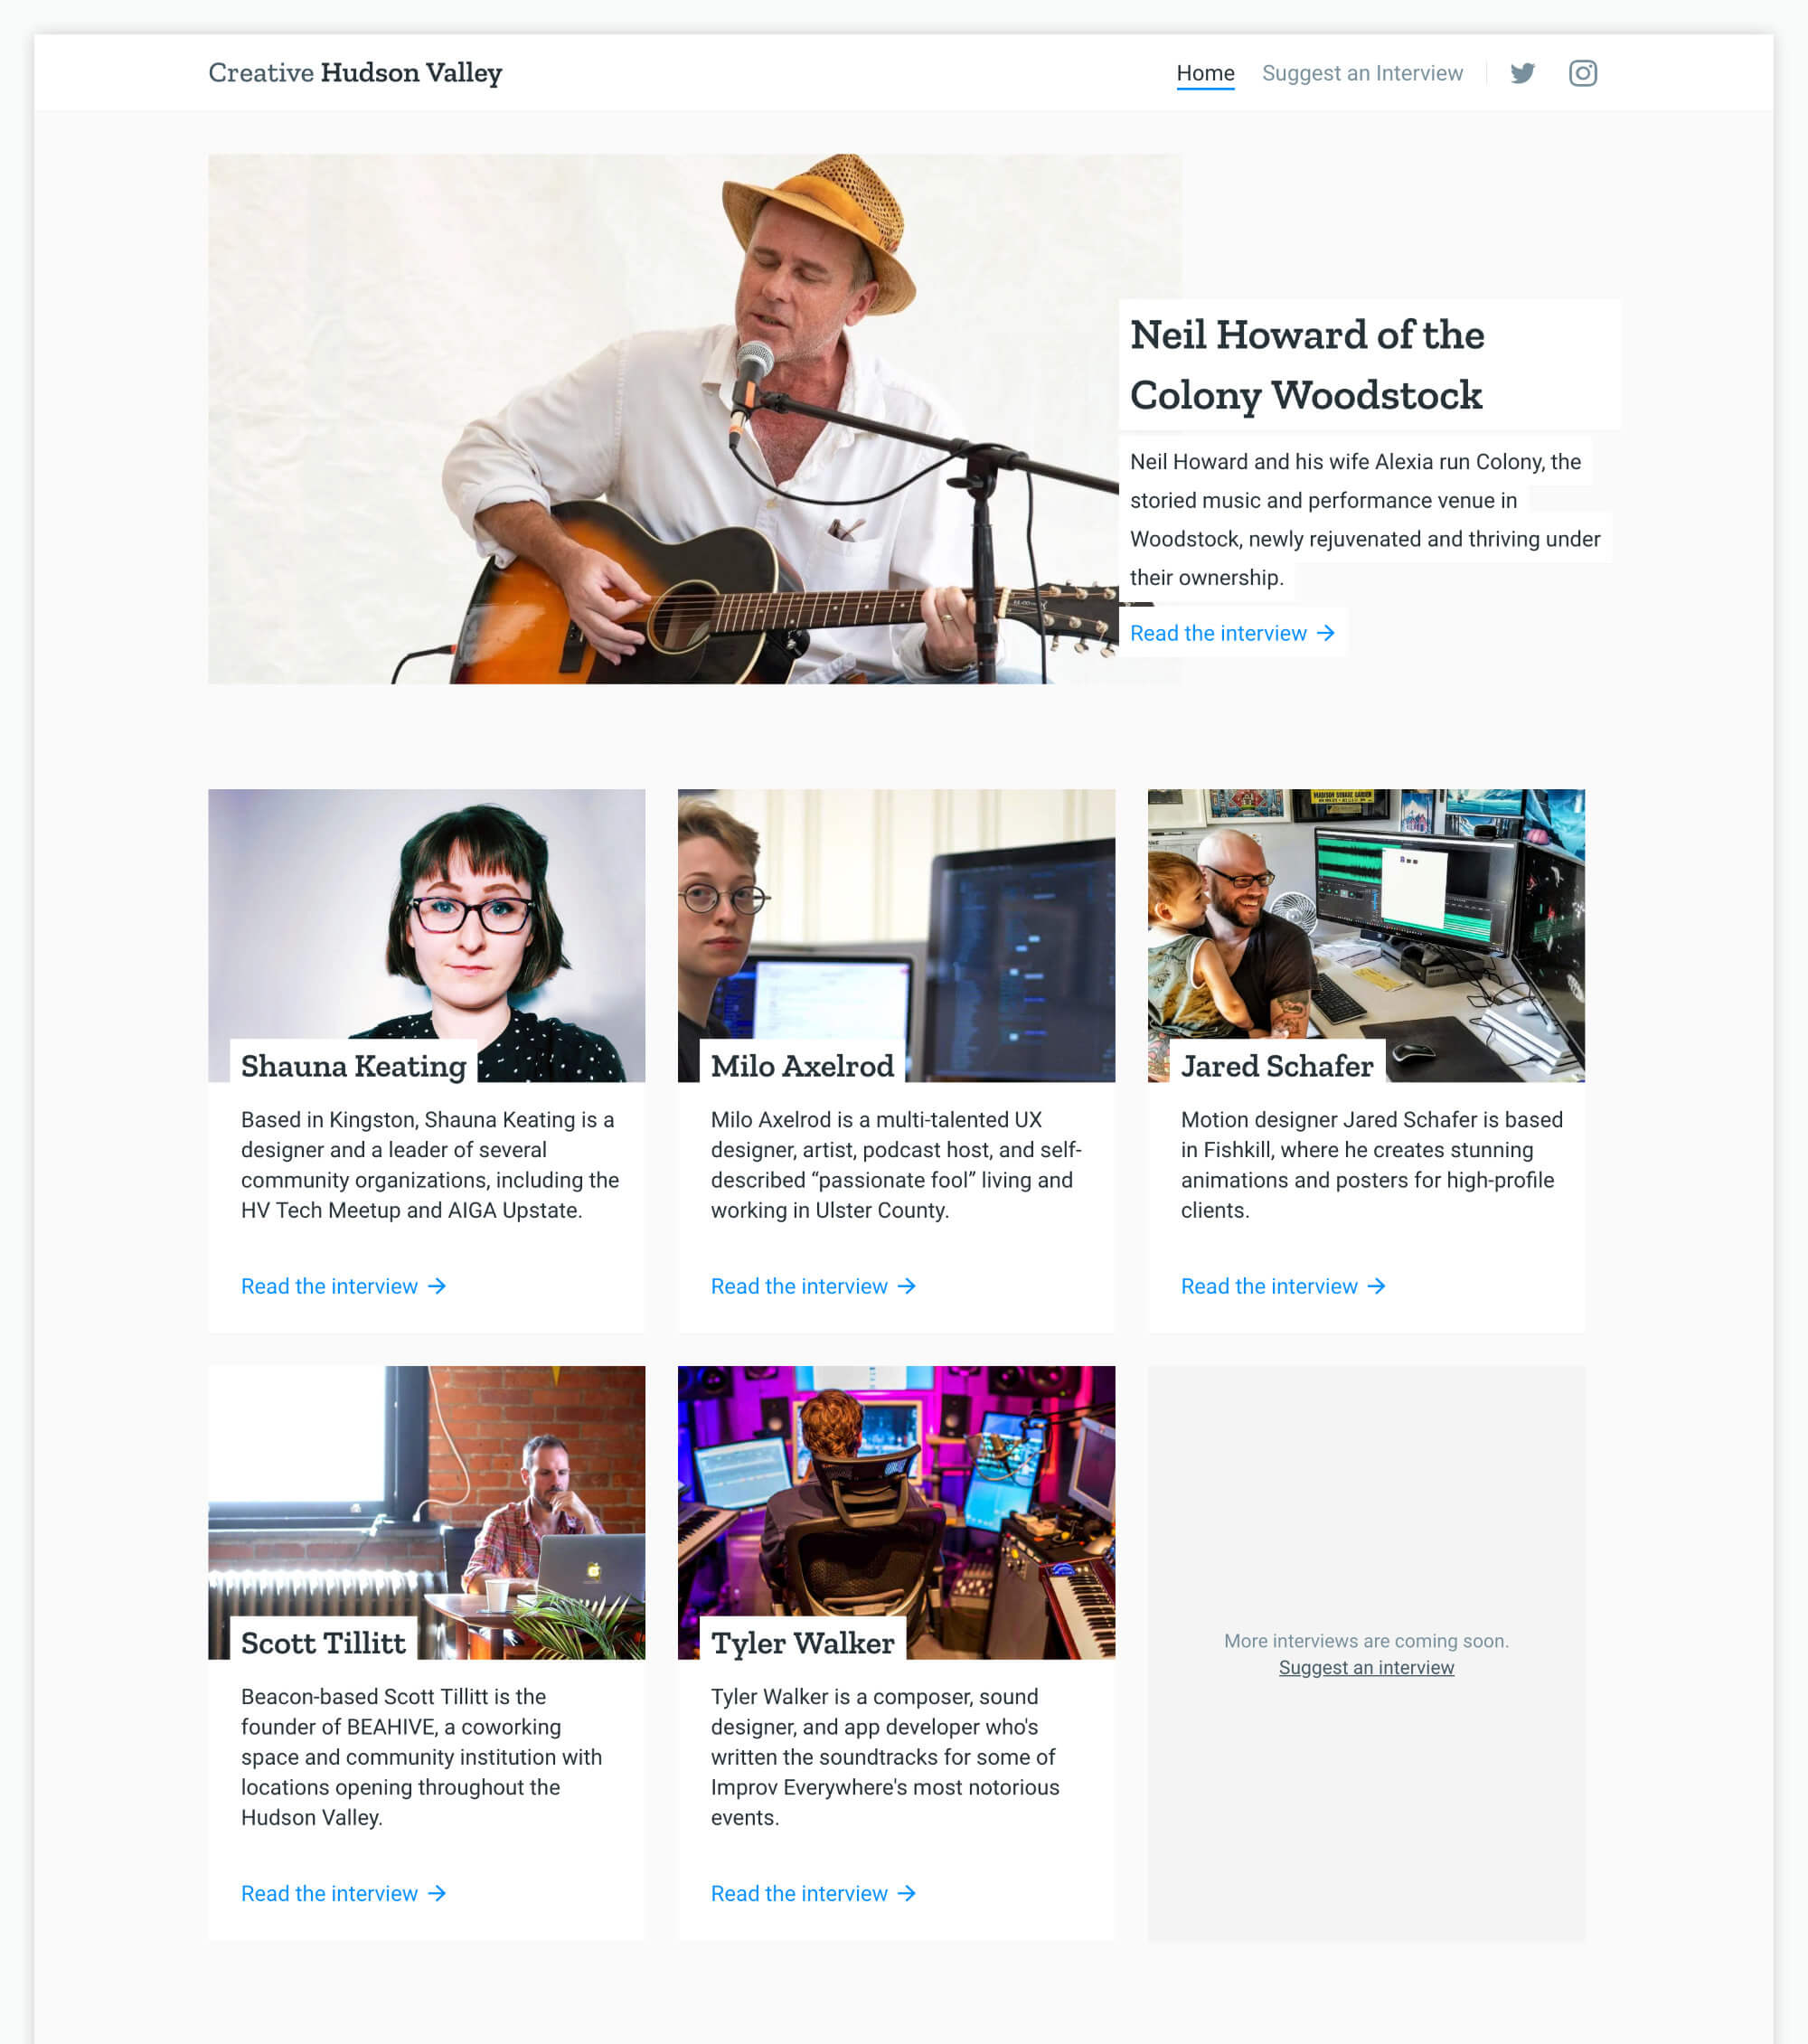 Creative Hudson Valley
Home
Suggest an Interview
Neil Howard of the
Colony Woodstock
Neil Howard and his wife Alexia run Colony, the
storied music and performance venue in
Woodstock, newly rejuvenated and thriving under
their ownership.
Read the interview →
MADISON SQUARE GARDEN
Shauna Keating
Based in Kingston, Shauna Keating is a
designer and a leader of several
community organizations, including the
HV Tech Meetup and AIGA Upstate.
Read the interview →
Milo Axelrod
Milo Axelrod is a multi-talented UX
designer, artist, podcast host, and self-
described “passionate fool” living and
working in Ulster County.
Read the interview →
Jared Schafer
Motion designer Jared Schafer is based
in Fishkill, where he creates stunning
animations and posters for high-profile
clients.
Read the interview →
Scott Tillitt
Beacon-based Scott Tillitt is the
founder of BEAHIVE, a coworking
space and community institution with
locations opening throughout the
Hudson Valley.
Read the interview →
Tyler Walker
Tyler Walker is a composer, sound
designer, and app developer who's
written the soundtracks for some of
Improv Everywhere's most notorious
events.
Read the interview →
More interviews are coming soon.
Suggest an interview